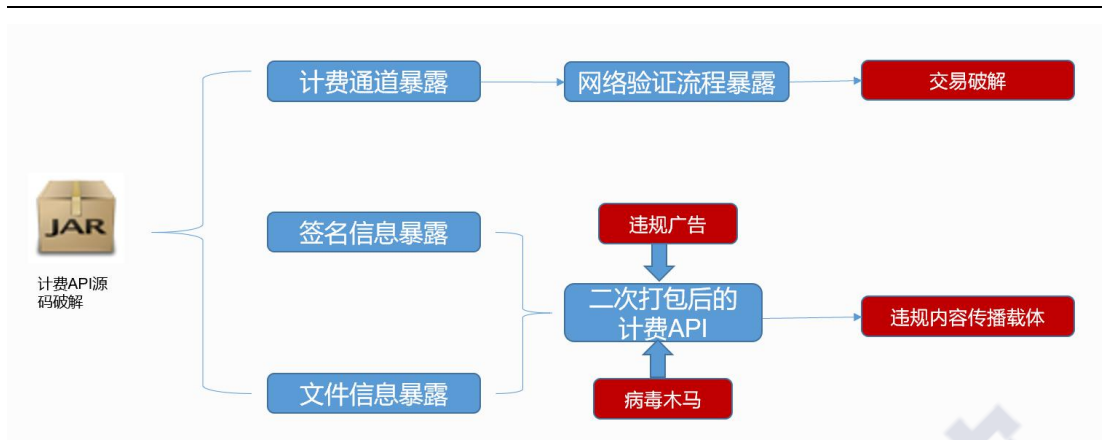 计费通道暴露
网络验证流程暴露
交易破解
JAR
计费API源
码破解
签名信息暴露
违规广告
二次打包后的
计费API
违规内容传播载体
文件信息暴露
病毒木马